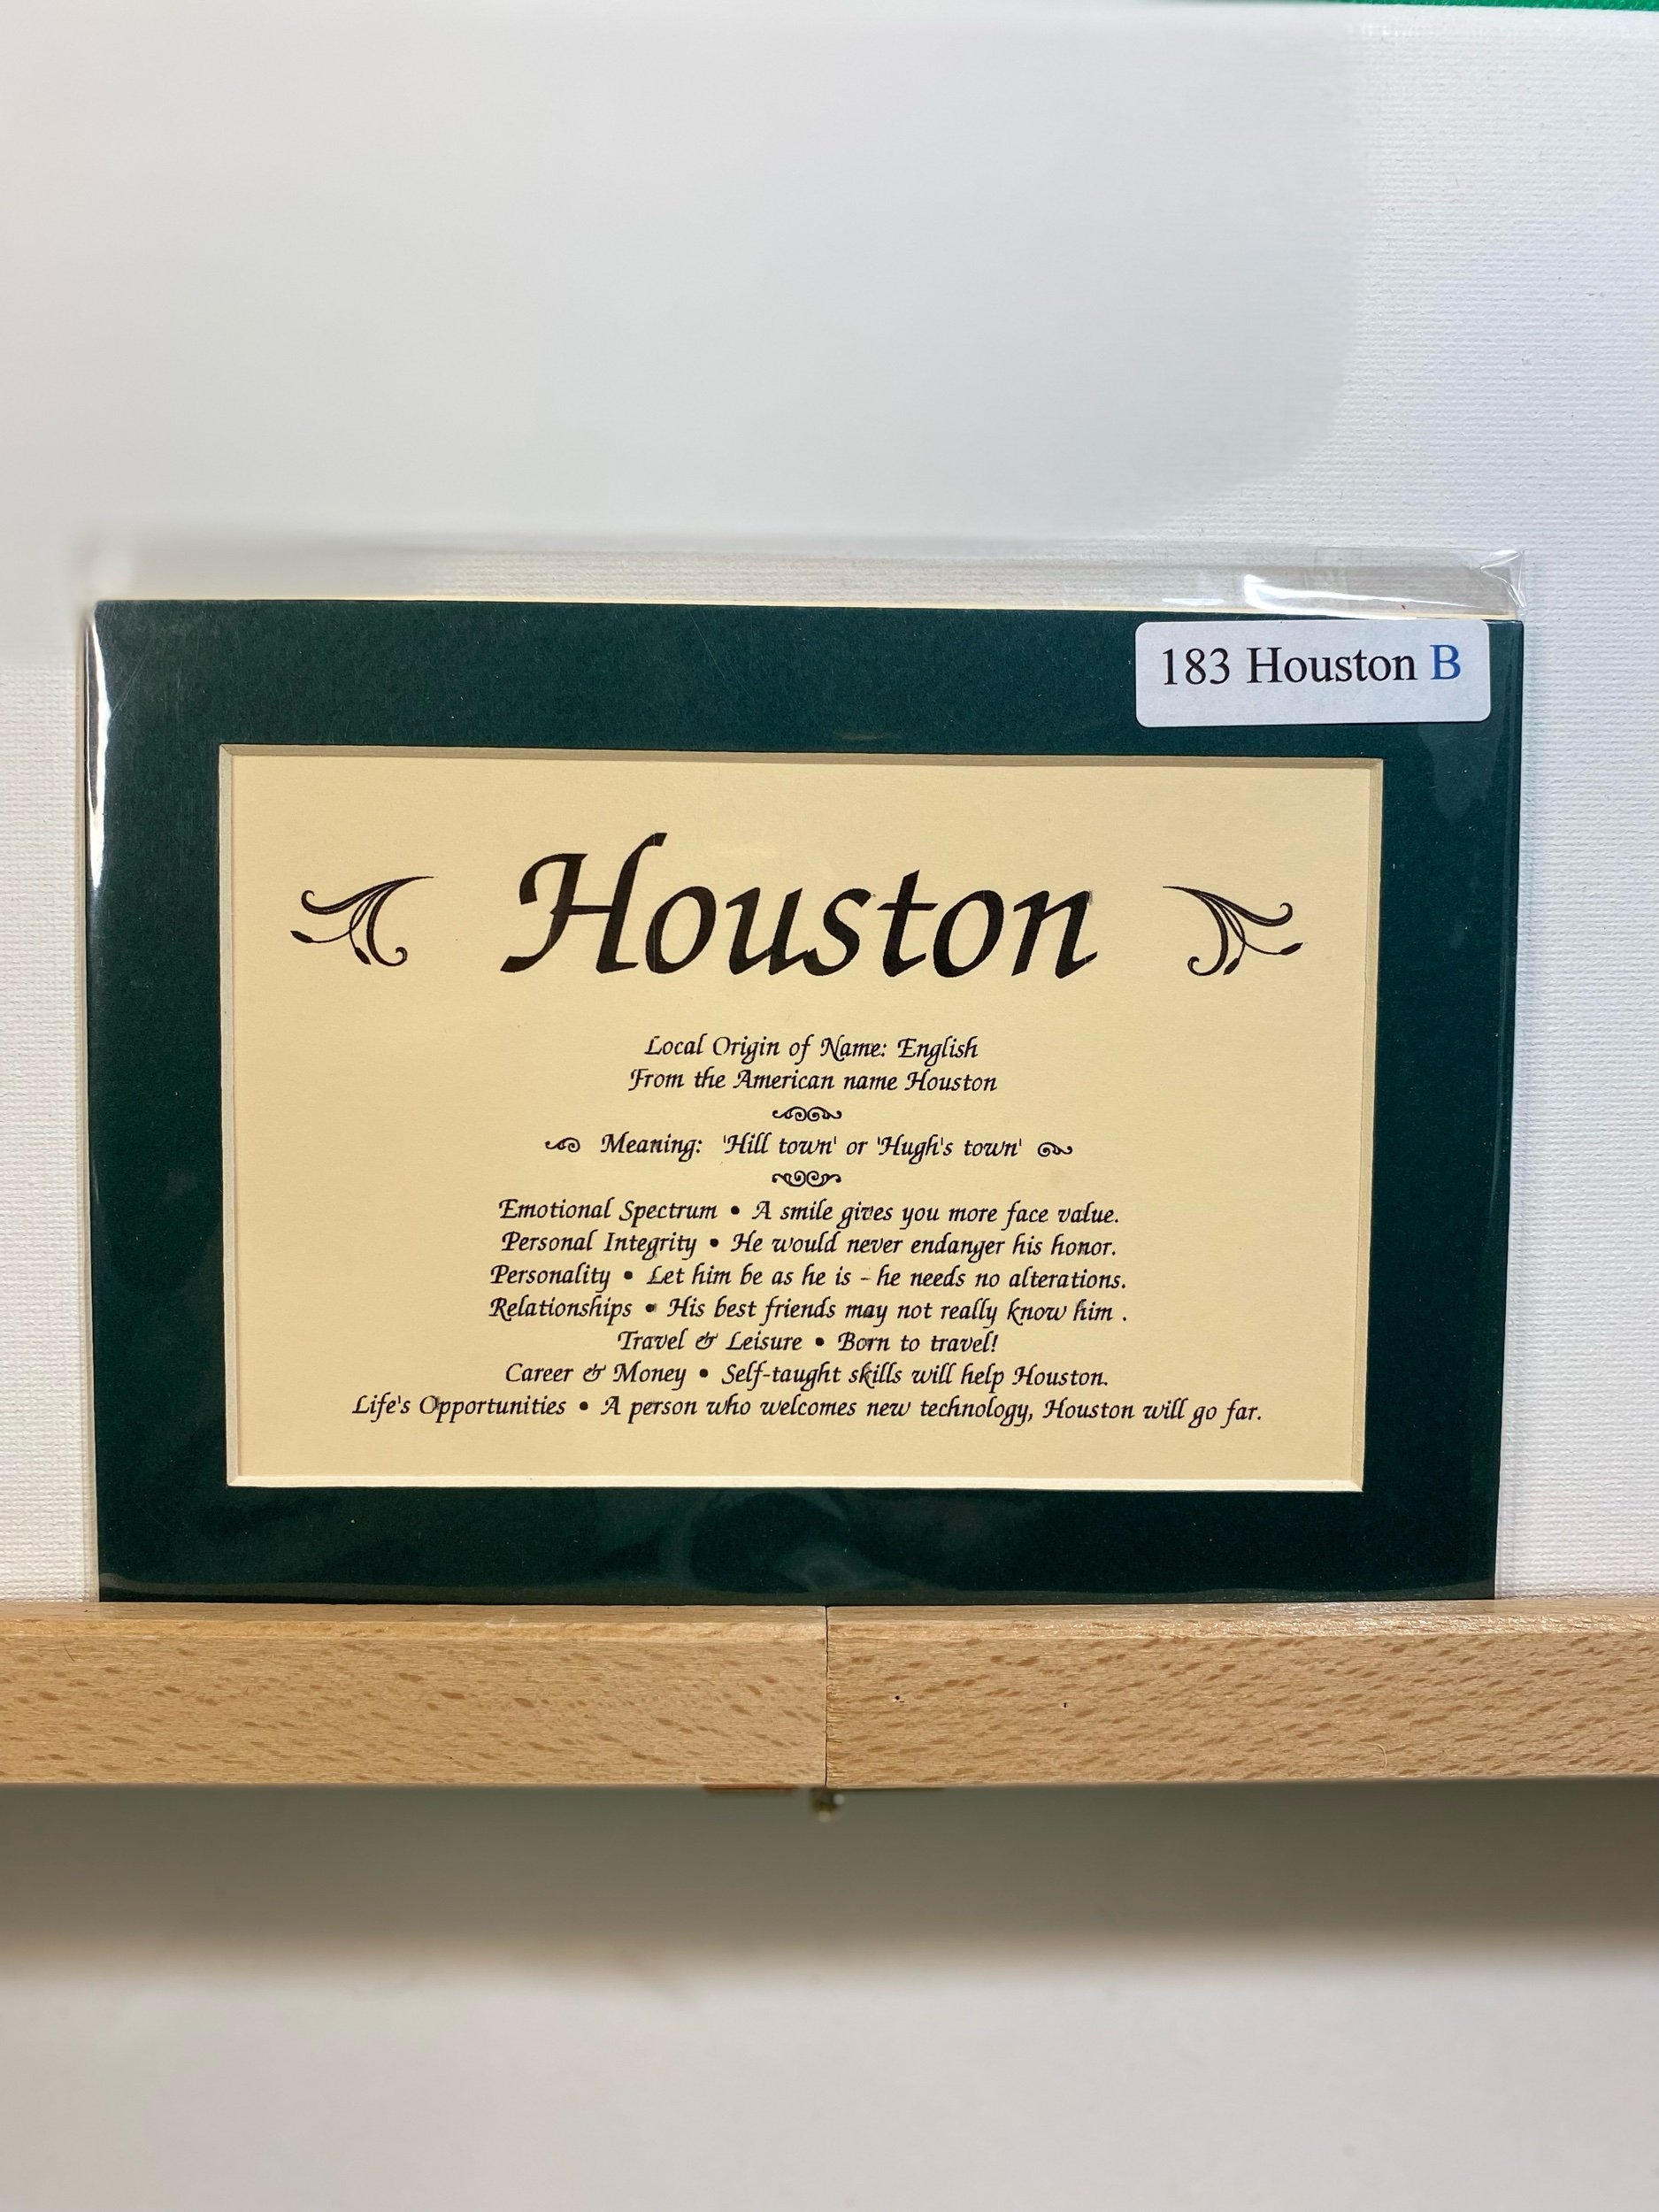 183 Houston B
Houston
Local Origin of Name: English
From the American name Houston
Meaning: 'Hill town' or 'Hugh's town'
Emotional Spectrum • A smile gives you more face value.
Personal Integrity • He would never endanger his honor.
Personality • Let him be as he is - he needs no alterations.
Relationships • His best friends may not really know him .
Travel & Leisure • Born to travel!
Career & Money • Self-taught skills will help Houston.
Life's Opportunities • A person who welcomes new technology, Houston will go far.